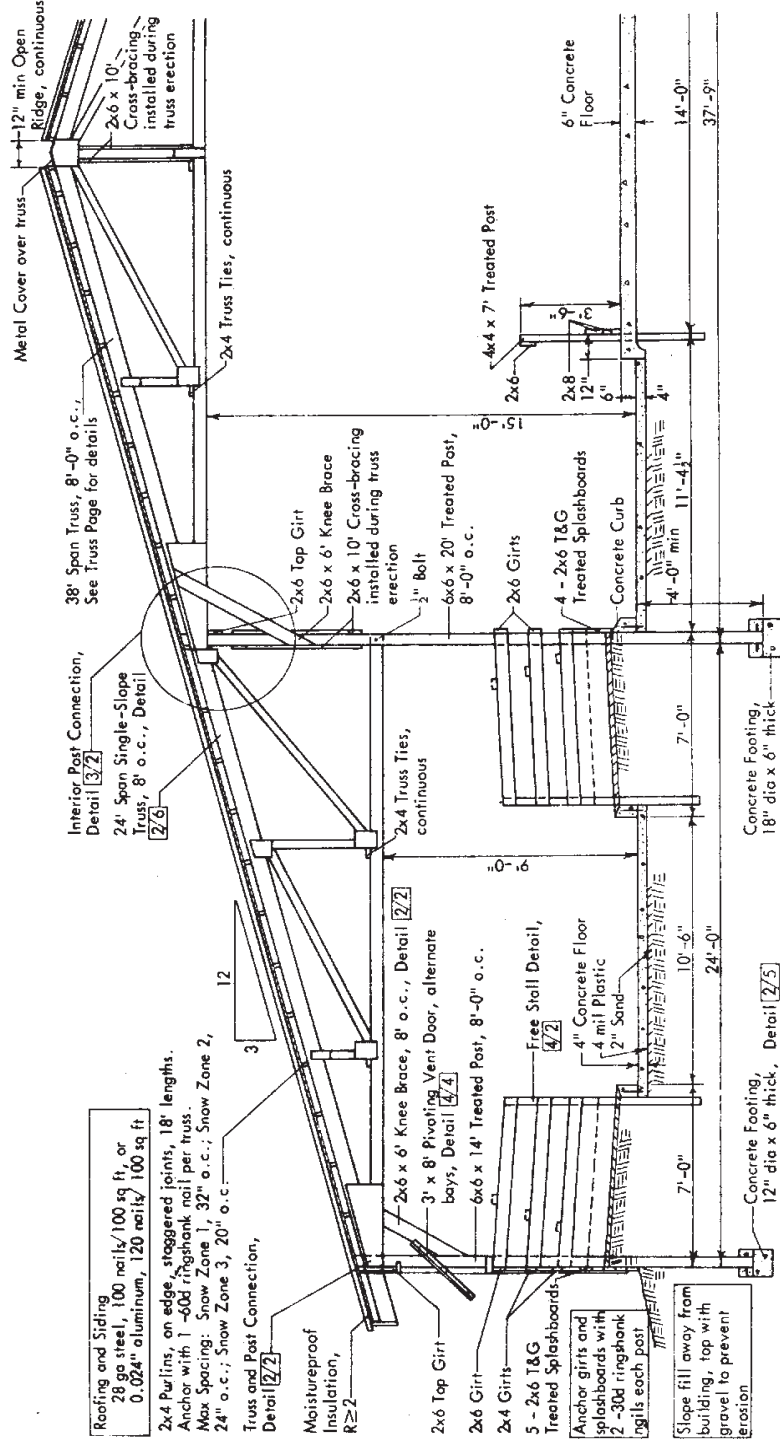 Roofing and Siding
28 ga steel, 100 nails/100 sq ft, or
0.024" aluminum, 120 nails/ 100 sq ft
2x4 Purlins, on edge, staggered joints, 18' lengths.
Anchor with 1 -60d ringshank nail per truss.
Max Spacing: Snow Zone 1, 32" o.c.; Snow Zone 2,
24" o.c.; Snow Zone 3, 20" o.c.
Truss and Post Connection,
Detail 2/2
Moistureproof
Insulation,
R≥2
2x6 Top Girt
2x6 Girt
2x4 Girts
5 - 2x6 T&G
Treated Splashboards
Anchor girts and
splashboards with
2 -30d ringshank
nails each post
Slope fill away from
building, top with
gravel to prevent
erosion
12
3
2x6 x 6' Knee Brace, 8' o.c., Detail 2/2
3' x 8' Pivoting Vent Door, alternate
bays, Detail 4/4
6x6 x 14' Treated Post, 8'-0" o.c.
Free Stall Detail,
4/2
4" Concrete Floor
4 mil Plastic
2" Sand
7'-0"
10'-6"
7'-0"
24'-0"
Concrete Footing,
12" dia x 6" thick, Detail 2/5
Interior Post Connection,
Detail 3/2
24' Span Single-Slope
Truss, 8' o.c., Detail
2/6
2x4 Truss Ties,
continuous
9'-0"
Concrete Footing,
18" dia x 6" thick
38' Span Truss, 8'-0" o.c.,
See Truss Page for details
2x6 Top Girt
2x6 x 6' Knee Brace
2x6 x 10' Cross-bracing
installed during truss
erection
½" Bolt
6x6 x 20' Treated Post,
8'-0" o.c.
2x6 Girts
4 - 2x6 T&G
Treated Splashboards
Concrete Curb
4'-0" min
11'-4½"
15'-0"
Metal Cover over truss
12" min Open
Ridge, continuous
2x6 x 10'
Cross-bracing
installed during
truss erection
2x4 Truss Ties, continuous
4x4 x 7' Treated Post
3'-6"
2x6
2x8
12"
6"
4"
6" Concrete
Floor
14'-0"
37'-9"